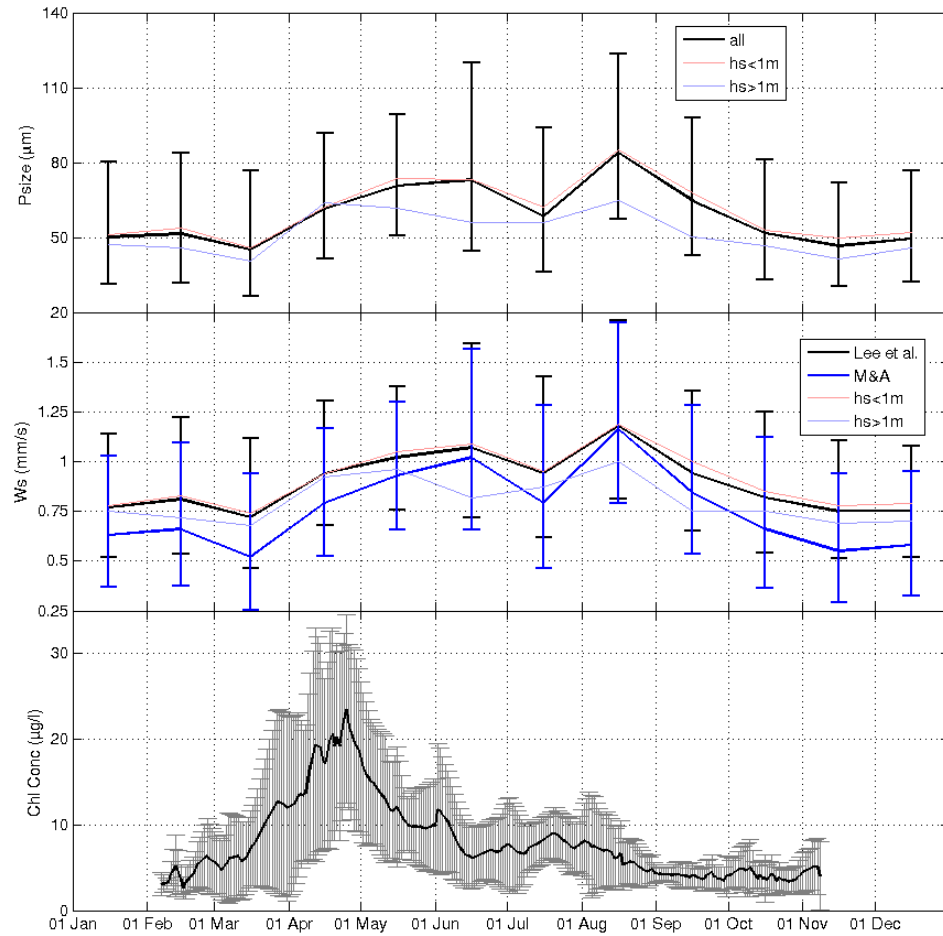 140
110
80
50
20
Psize (μm)
all
hs<1m
hs>1m
1.5
1.25
1
0.75
0.5
0.25
Ws (mm/s)
Lee et al.
M&A
hs<1m
hs>1m
30
20
10
0
Chl Conc (μg/l)
01 Jan 01 Feb 01 Mar 01 Apr 01 May 01 Jun 01 Jul 01 Aug 01 Sep 01 Oct 01 Nov 01 Dec